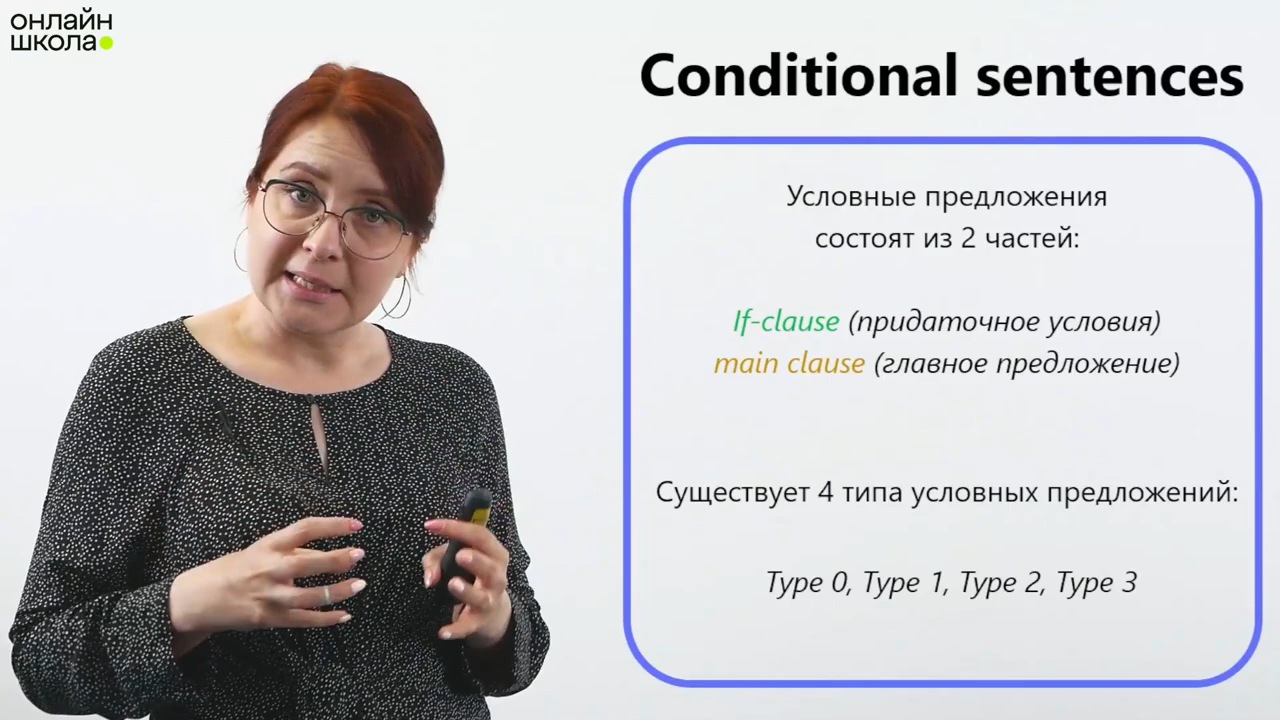 онлайн
школа
Conditional sentences
Условные предложения
состоят из 2 частей:
If-clause (придаточное условия)
main clause (главное предложение)
Существует 4 типа условных предложений:
Type 0, Type 1, Type 2, Type 3